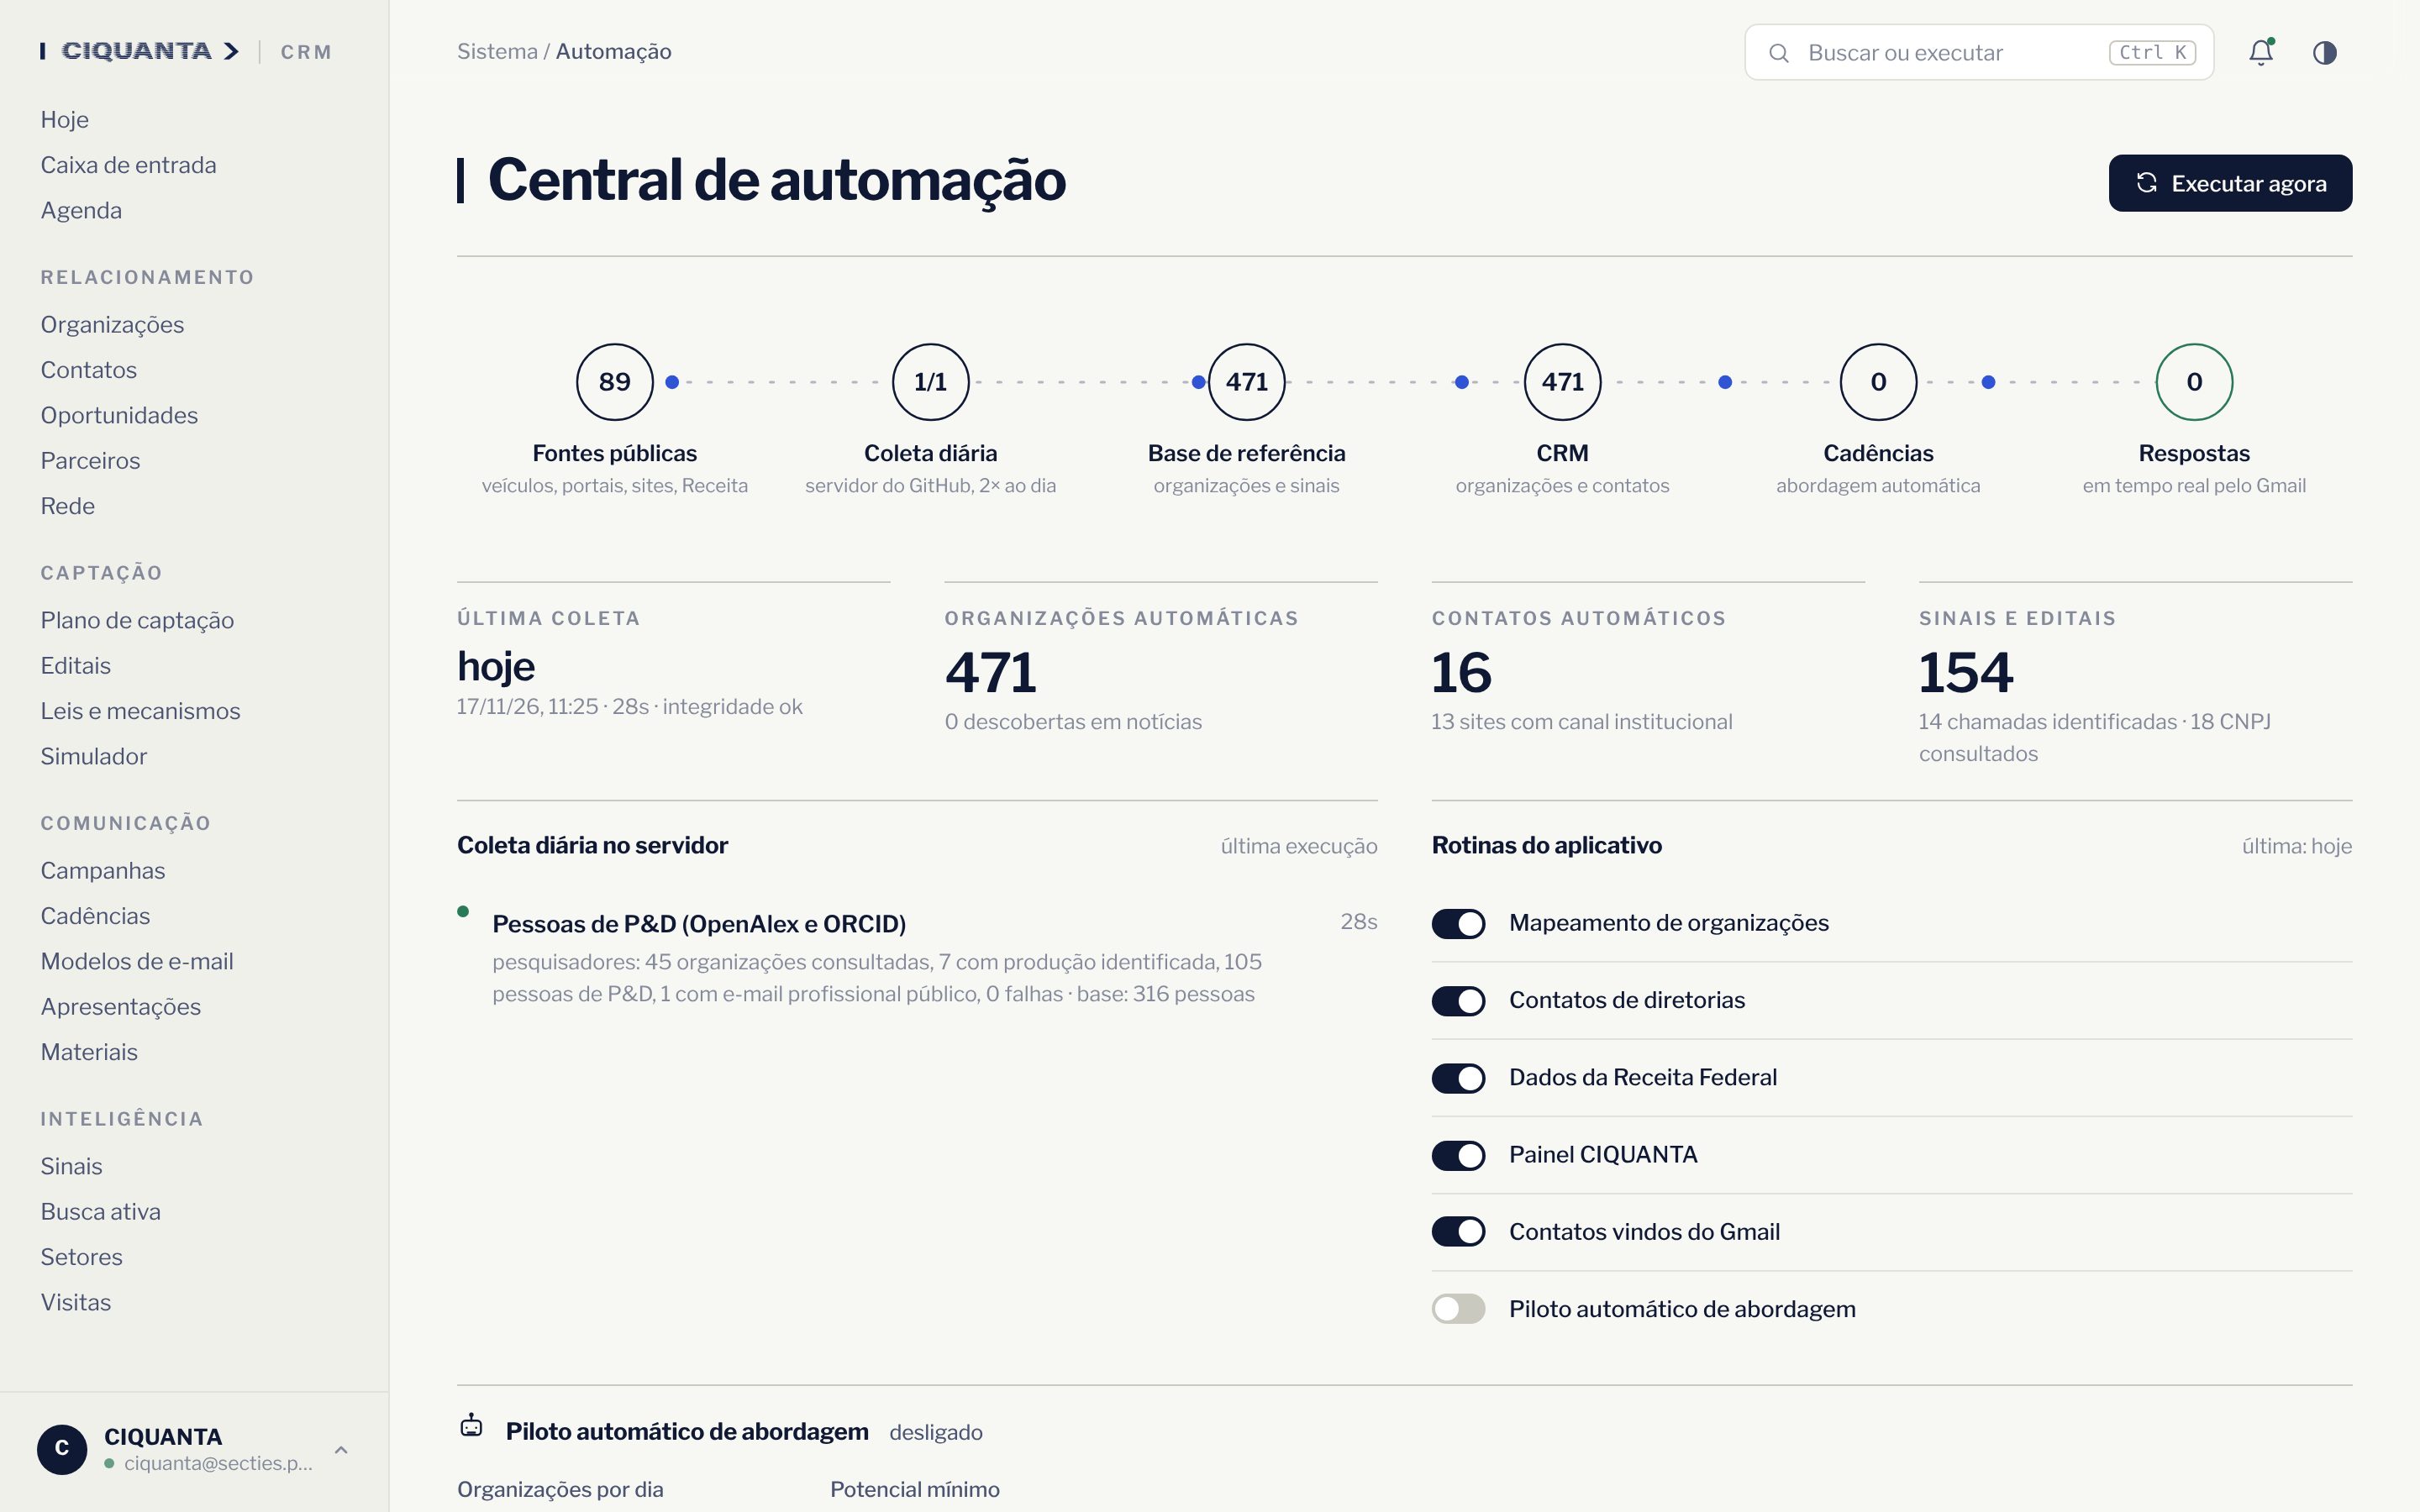 CIQUANTA CRM
Hoje
Caixa de entrada
Agenda
RELACIONAMENTO
Organizações
Contatos
Oportunidades
Parceiros
Rede
CAPTAÇÃO
Plano de captação
Editais
Leis e mecanismos
Simulador
COMUNICAÇÃO
Campanhas
Cadências
Modelos de e-mail
Apresentações
Materiais
INTELIGÊNCIA
Sinais
Busca ativa
Setores
Visitas
C
CIQUANTA
ciquanta@secties.p...
Sistema / Automação
Buscar ou executar Ctrl K
Central de automação
Executar agora
89
Fontes públicas
veículos, portais, sites, Receita
1/1
Coleta diária
servidor do GitHub, 2× ao dia
471
Base de referência
organizações e sinais
471
CRM
organizações e contatos
0
Cadências
abordagem automática
0
Respostas
em tempo real pelo Gmail
ÚLTIMA COLETA
hoje
17/11/26, 11:25 · 28s · integridade ok
ORGANIZAÇÕES AUTOMÁTICAS
471
0 descobertas em notícias
CONTATOS AUTOMÁTICOS
16
13 sites com canal institucional
SINAIS E EDITAIS
154
14 chamadas identificadas · 18 CNPJ
consultados
Coleta diária no servidor última execução
Pessoas de P&D (OpenAlex e ORCID) 28s
pesquisadores: 45 organizações consultadas, 7 com produção identificada, 105
pessoas de P&D, 1 com e-mail profissional público, 0 falhas · base: 316 pessoas
Rotinas do aplicativo última: hoje
Mapeamento de organizações
Contatos de diretorias
Dados da Receita Federal
Painel CIQUANTA
Contatos vindos do Gmail
Piloto automático de abordagem
Piloto automático de abordagem desligado
Organizações por dia Potencial mínimo